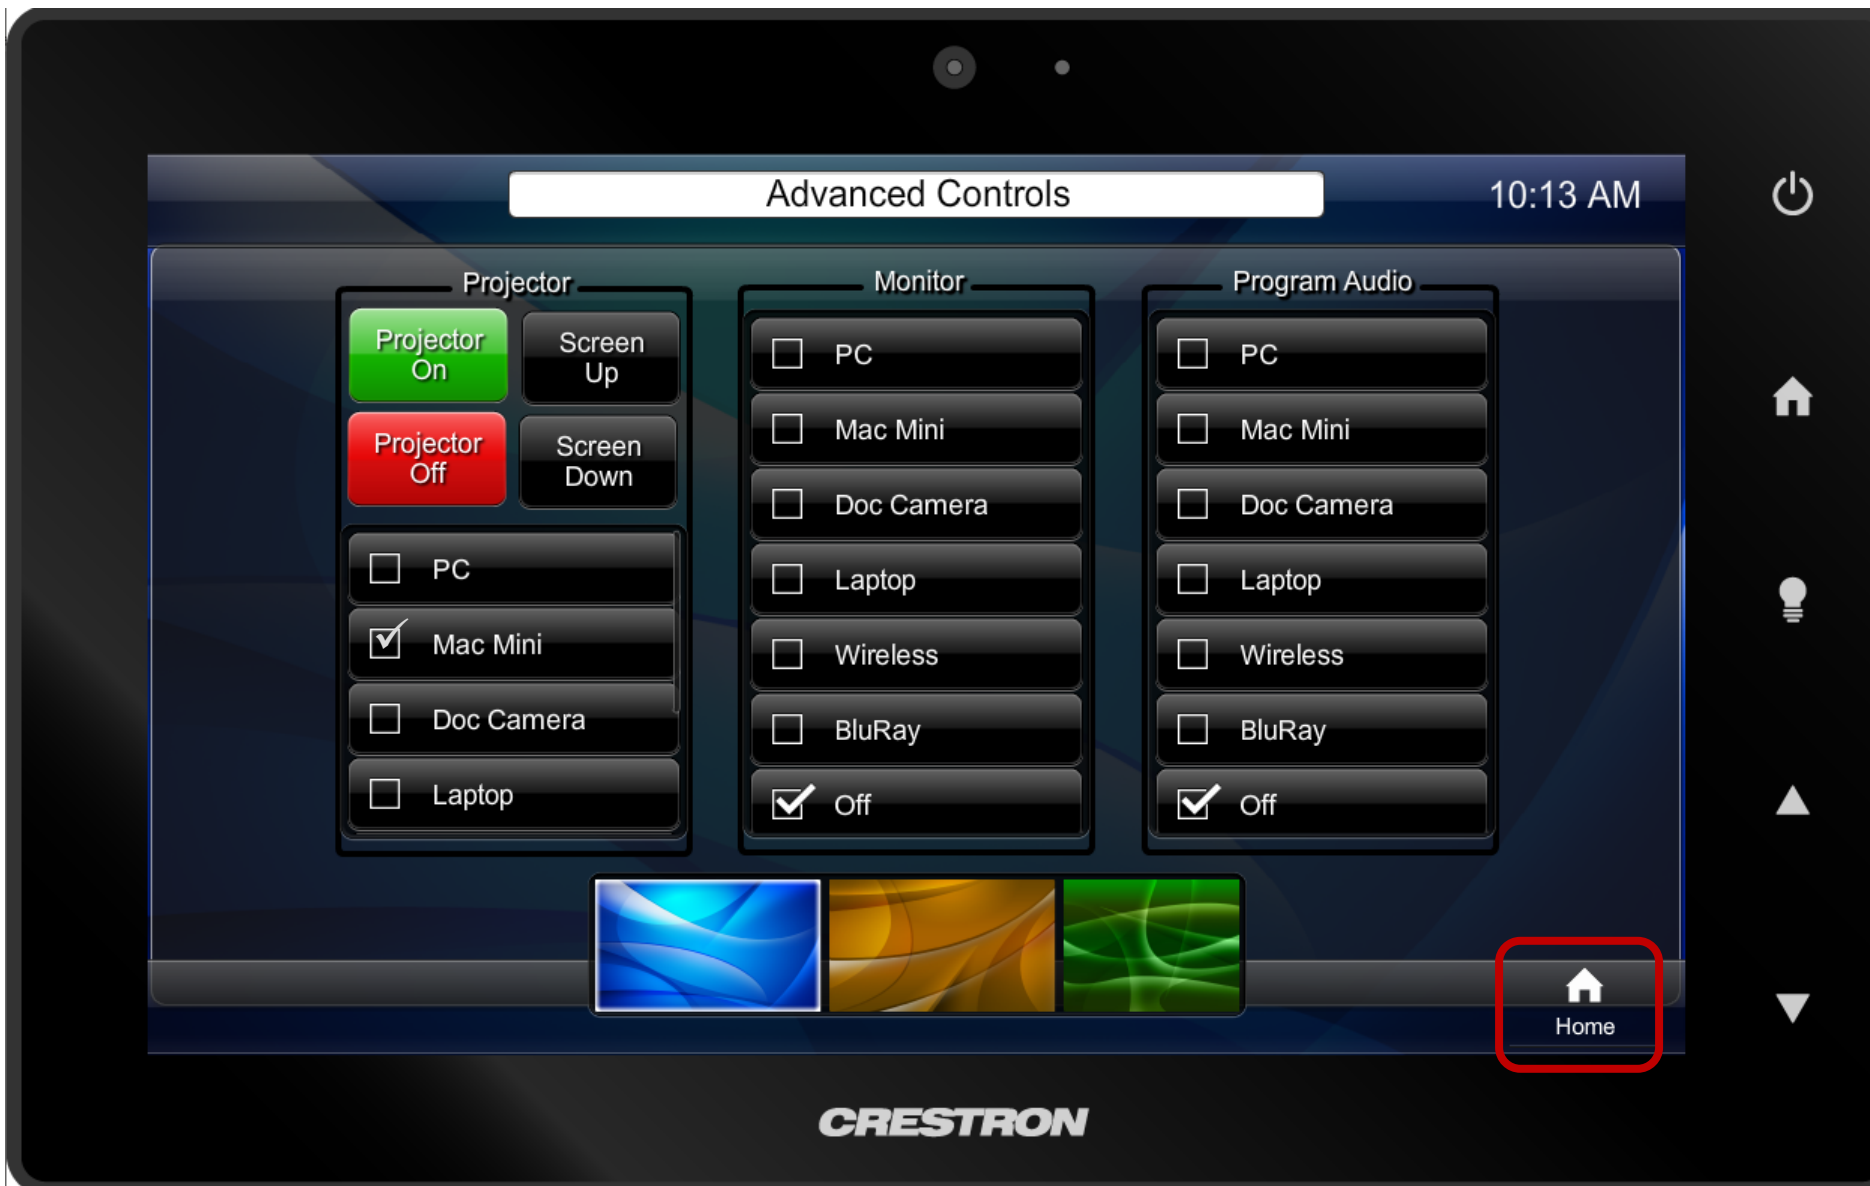 Advanced Controls
10:13 AM
Projector
Projector
On
Screen
Up
Projector
Off
Screen
Down
PC
Mac Mini
Doc Camera
Laptop
Monitor
PC
Mac Mini
Doc Camera
Laptop
Wireless
BluRay
Off
Program Audio
PC
Mac Mini
Doc Camera
Laptop
Wireless
BluRay
Off
Home
CRESTRON